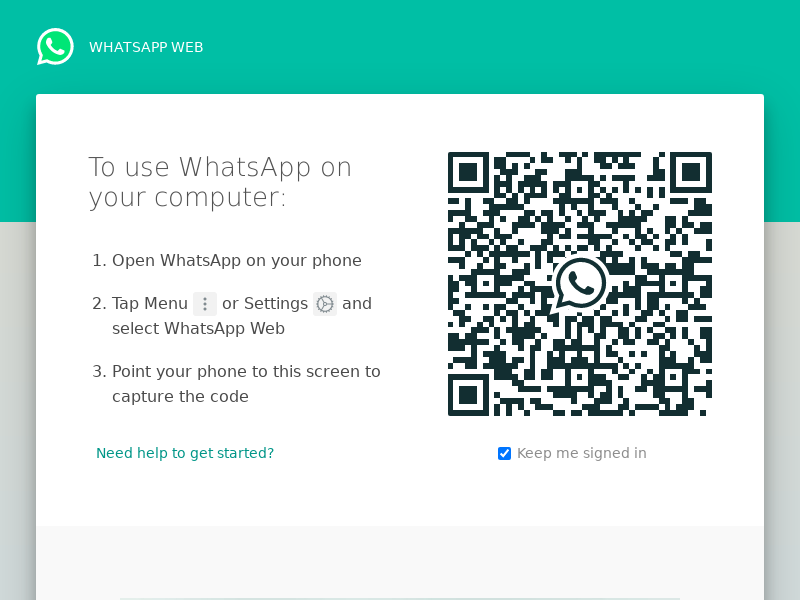 WHATSAPP WEB
To use WhatsApp on
your computer:
1. Open WhatsApp on your phone
2. Tap Menu or Settings and
select WhatsApp Web
3. Point your phone to this screen to
capture the code
Need help to get started?
Keep me signed in